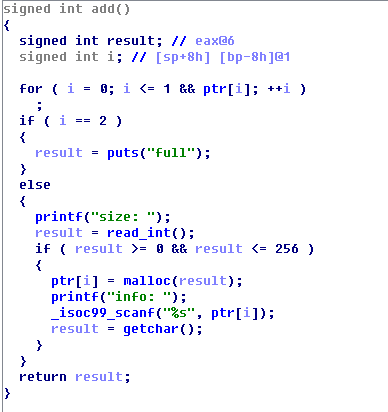 signed int add()
{
  signed int result; // eax@6
  signed int i; // [sp+8h] [bp-8h]@1

  for ( i = 0; i <= 1 && ptr[i]; ++i )
    ;
  if ( i == 2 )
  {
    result = puts("full");
  }
  else
  {
    printf("size: ");
    result = read_int();
    if ( result >= 0 && result <= 256 )
    {
      ptr[i] = malloc(result);
      printf("info: ");
      _isoc99_scanf("%s", ptr[i]);
      result = getchar();
    }
  }
  return result;
}